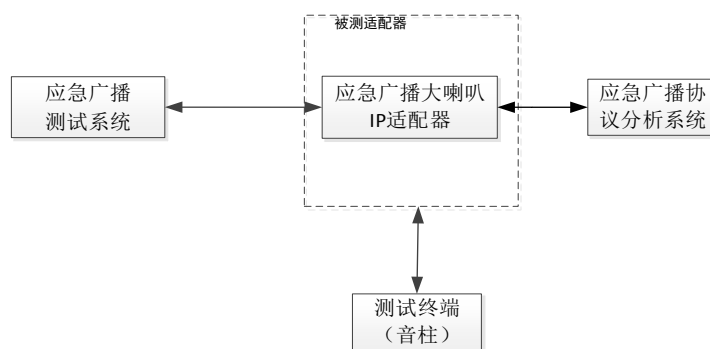 被测适配器
应急广播
测试系统
应急广播大喇叭
IP适配器
应急广播协
议分析系统
测试终端
（音柱）